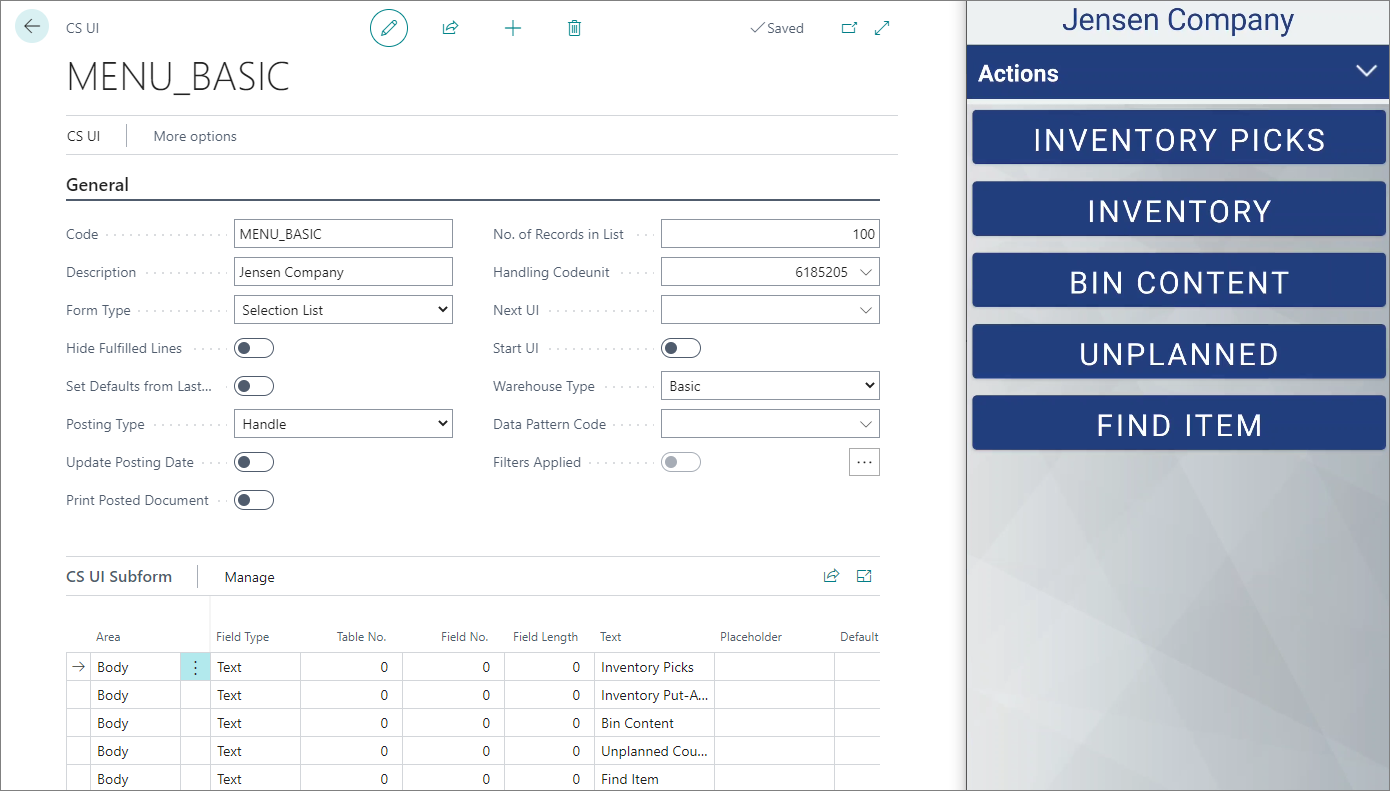 CS UI
Saved
MENU_BASIC
CS UI
More options
General
Code
MENU_BASIC
Description
Jensen Company
Form Type
Selection List
Hide Fulfilled Lines
Set Defaults from Last...
Posting Type
Handle
Update Posting Date
Print Posted Document
No. of Records in List
100
Handling Codeunit
6185205
Next UI
Start UI
Warehouse Type
Basic
Data Pattern Code
Filters Applied
...
CS UI Subform
Manage
Area Field Type Table No. Field No. Field Length Text Placeholder Default
Body Text 0 0 0 Inventory Picks
Body Text 0 0 0 Inventory Put-A...
Body Text 0 0 0 Bin Content
Body Text 0 0 0 Unplanned Cou...
Body Text 0 0 0 Find Item
Jensen Company
Actions
INVENTORY PICKS
INVENTORY
BIN CONTENT
UNPLANNED
FIND ITEM